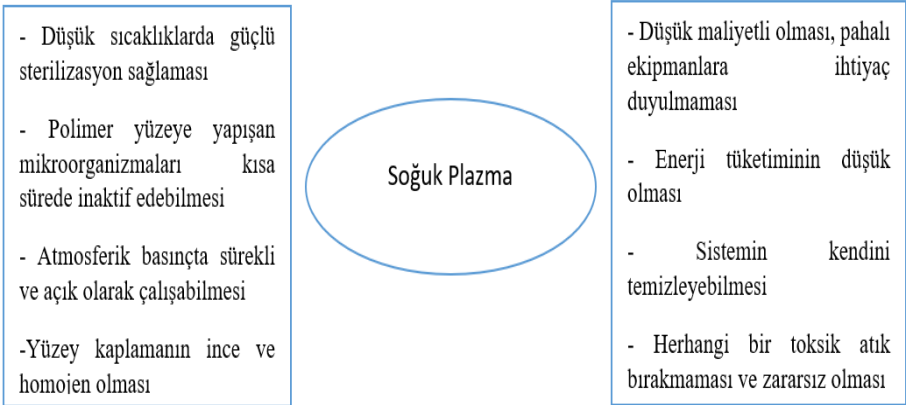 - Düşük sıcaklıklarda güçlü
sterilizasyon sağlaması
- Polimer yüzeye yapışan
mikroorganizmaları kısa
sürede inaktif edebilmesi
- Atmosferik basınçta sürekli
ve açık olarak çalışabilmesi
-Yüzey kaplamanın ince ve
homojen olması
Soğuk Plazma
- Düşük maliyetli olması, pahalı
ekipmanlara ihtiyaç
duyulmaması
- Enerji tüketiminin düşük
olması
- Sistemin kendini
temizleyebilmesi
- Herhangi bir toksik atık
bırakmaması ve zararsız olması